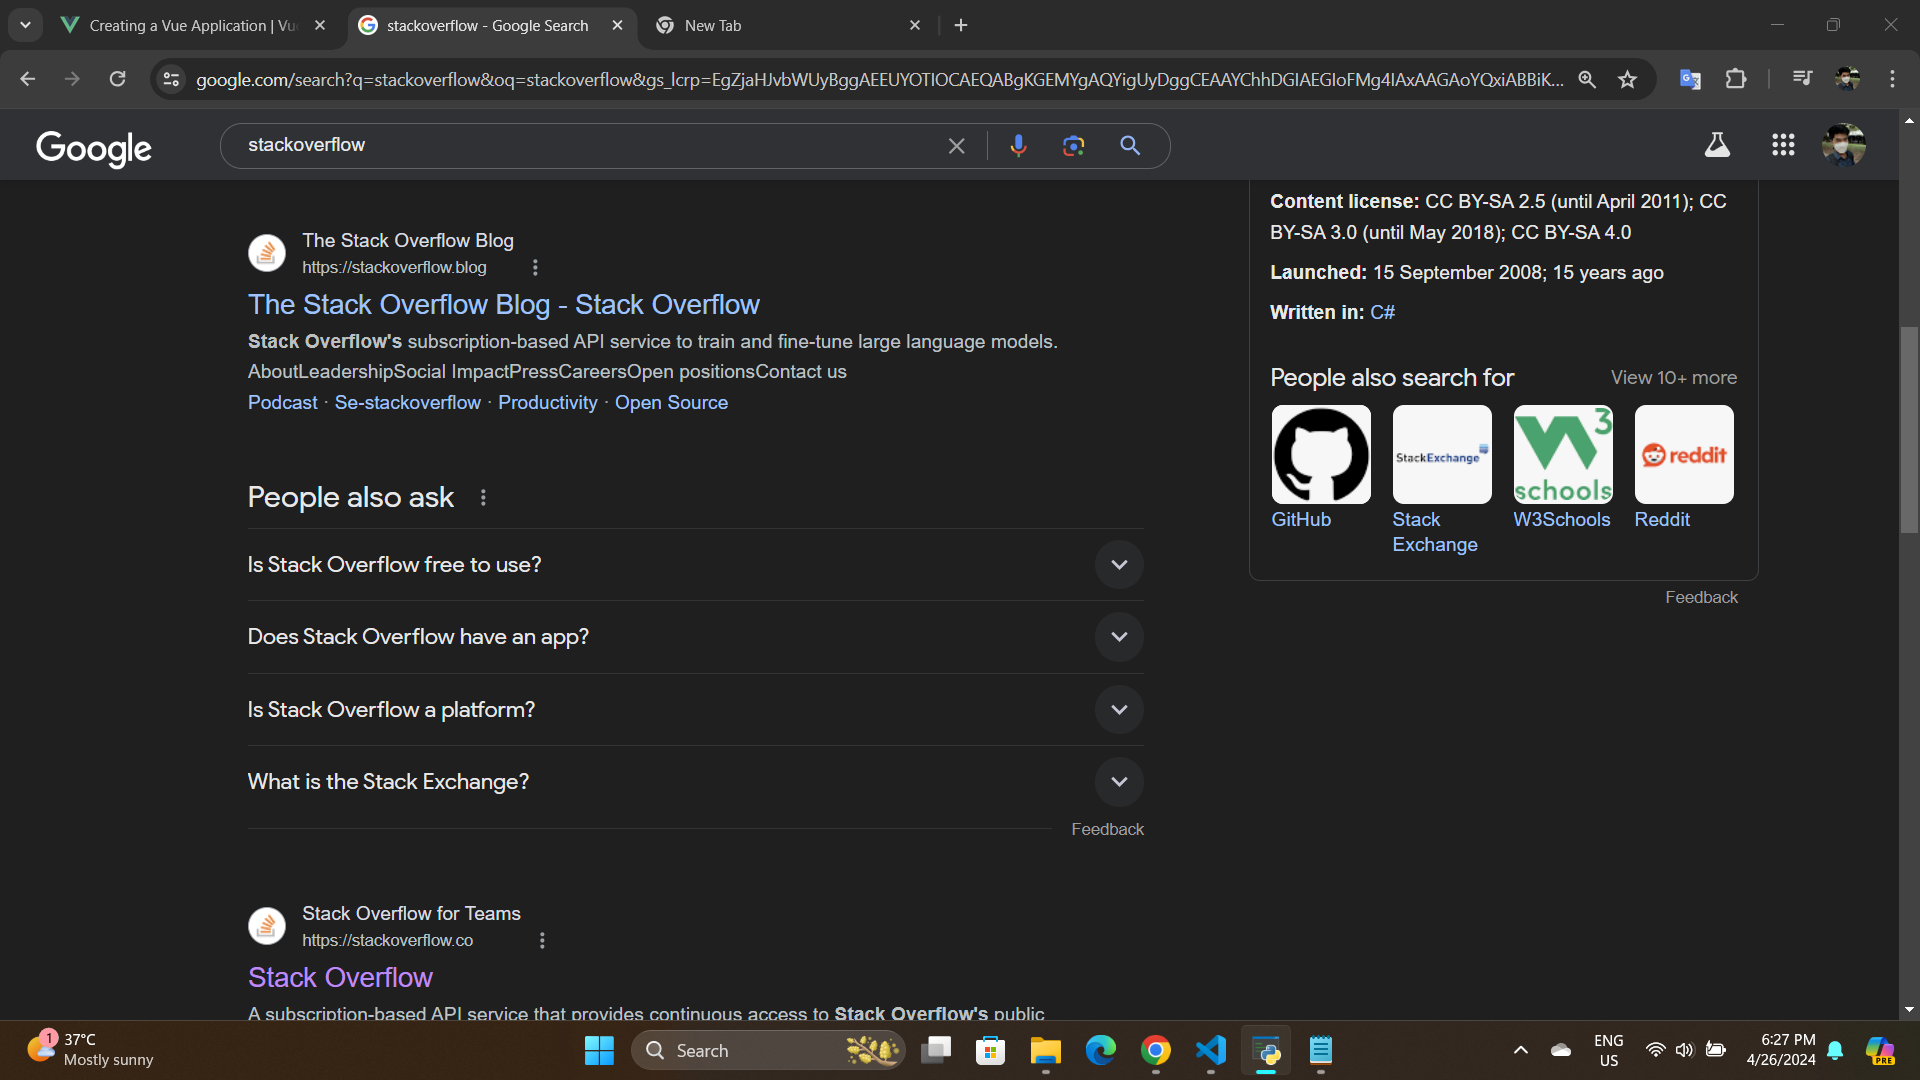 Creating a Vue Application | Vu
stackoverflow - Google Search
New Tab
google.com/search?q=stackoverflow&oq=stackoverflow&gs_lcrp=EgZjaHJvbWUyBggAEEUYOTIOCAEQABgKGEMYgAQYigUyDggCEAAYChhDGIAEGIoFMg4IAxAAGAoYQxiABBiK...
Google
stackoverflow
The Stack Overflow Blog
https://stackoverflow.blog
The Stack Overflow Blog - Stack Overflow
Stack Overflow's subscription-based API service to train and fine-tune large language models.
AboutLeadershipSocial ImpactPressCareersOpen positionsContact us
Podcast · Se-stackoverflow · Productivity · Open Source
People also ask
Is Stack Overflow free to use?
Does Stack Overflow have an app?
Is Stack Overflow a platform?
What is the Stack Exchange?
Feedback
Stack Overflow for Teams
https://stackoverflow.co
Stack Overflow
A subscription-based API service that provides continuous access to Stack Overflow's public
Content license: CC BY-SA 2.5 (until April 2011); CC
BY-SA 3.0 (until May 2018); CC BY-SA 4.0
Launched: 15 September 2008; 15 years ago
Written in: C#
People also search for
View 10+ more
StackExchange
W3
schools
reddit
GitHub
Stack
Exchange
W3Schools
Reddit
Feedback
1
37°C
Mostly sunny
Search
ENG
US
6:27 PM
4/26/2024
PRE